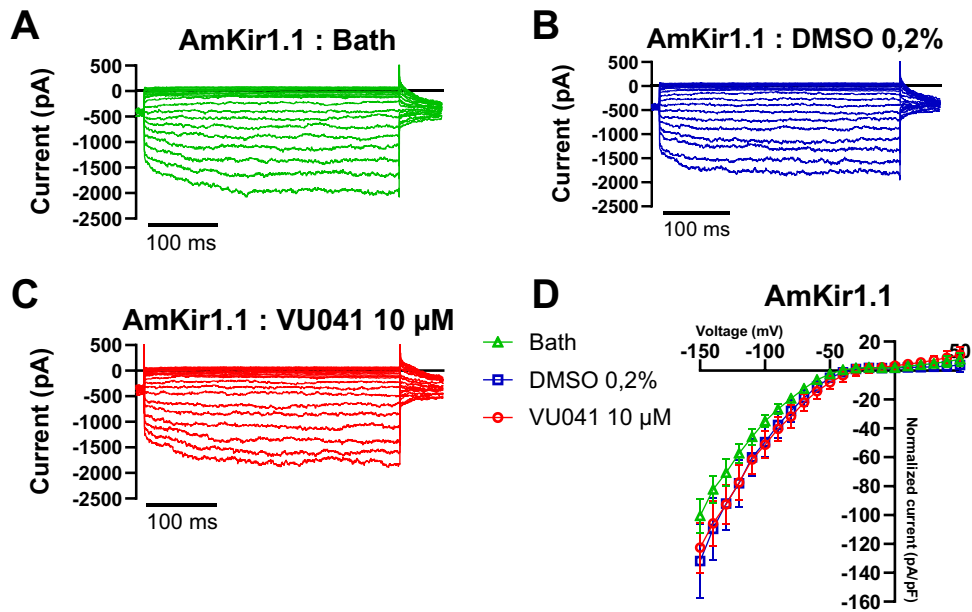 A
AmKir1.1 : Bath
Current (pA)
500
0
-500
-1000
-1500
-2000
-2500
100 ms
B
AmKir1.1 : DMSO 0,2%
Current (pA)
500
0
-500
-1000
-1500
-2000
-2500
100 ms
C
AmKir1.1 : VU041 10 µM
Current (pA)
500
0
-500
-1000
-1500
-2000
-2500
100 ms
Bath
DMSO 0,2%
VU041 10 µM
D
AmKir1.1
Voltage (mV)
-150 -100 -50 50
20
-20
-40
-60
-80
-100
-120
-140
-160
Normalized current (pA/pF)